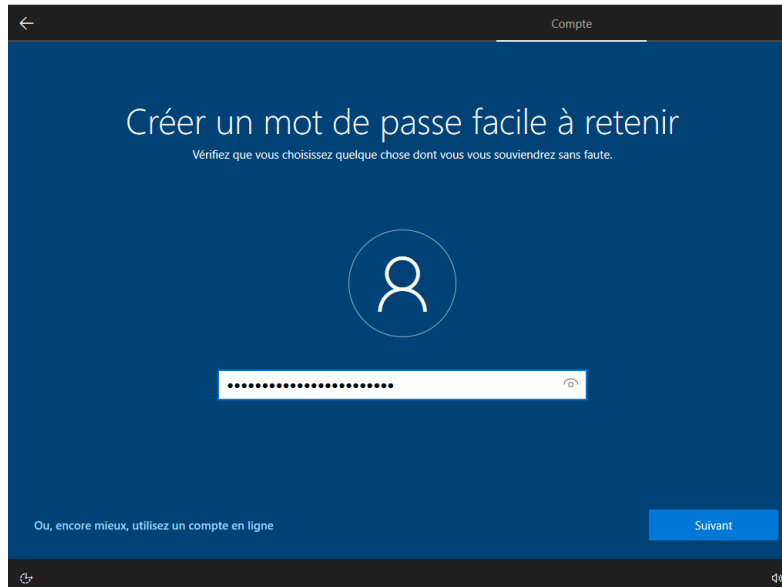 Compte
Créer un mot de passe facile à retenir
Vérifiez que vous choisissez quelque chose dont vous vous souviendrez sans faute.
••••••••••••••••••••••••
Ou, encore mieux, utilisez un compte en ligne
Suivant